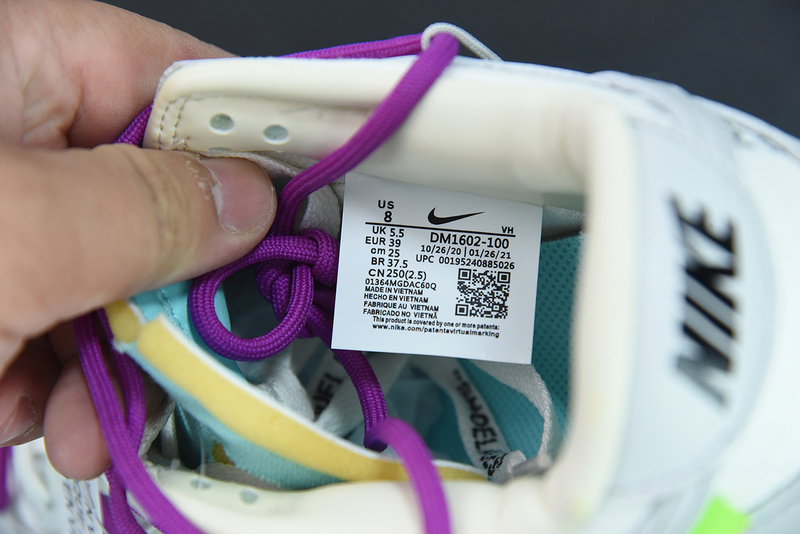 US
8
VH
UK 5.5
DM1602-100
EUR 39
10/26/20 | 01/26/21
cm 25
UPC 00195240885026
BR 37.5
CN 250(2.5)
01364MGDAC60Q
MADE IN VIETNAM
HECHO EN VIETNAM
FABRIQUE AU VIETNAM
FABRICADO NO VIETNÃ
This product is covered by one or more patents:
www.nike.com/patentsvirtualmarking
NIKE